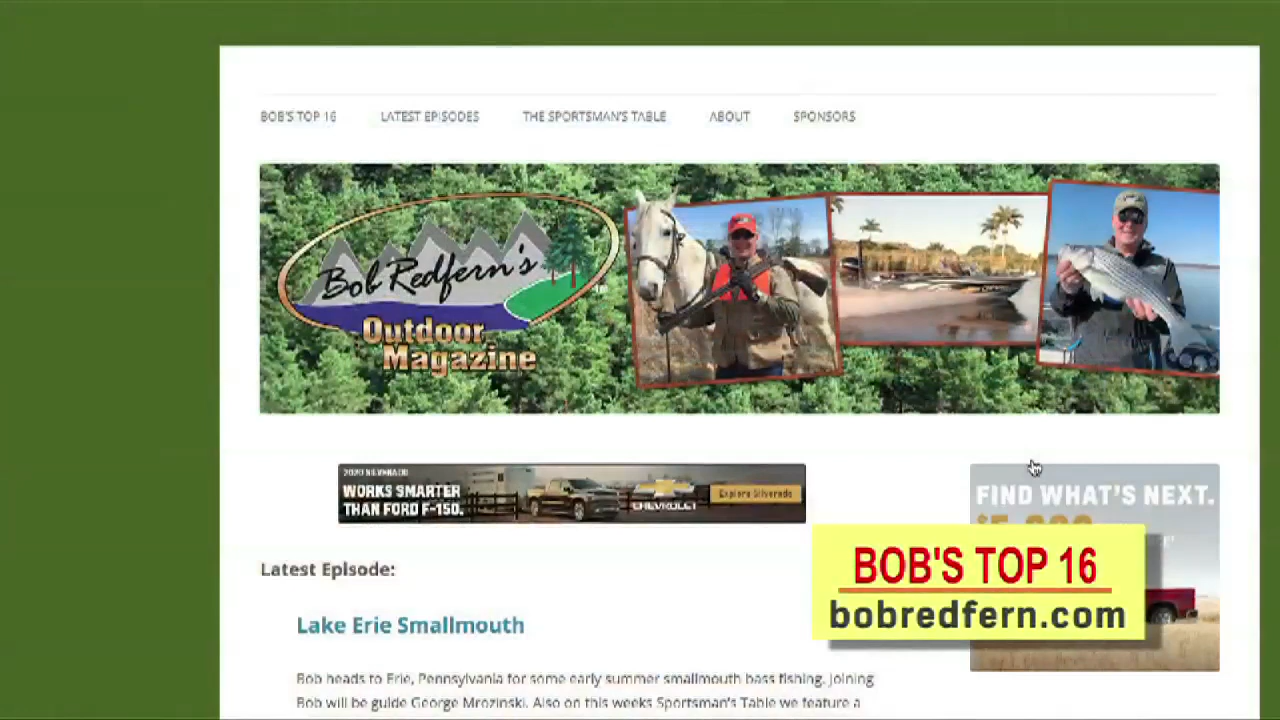 BOB'S TOP 16
LATEST EPISODES
THE SPORTSMAN'S TABLE
ABOUT
SPONSORS
Bob Redfern's
Outdoor
Magazine
2020 SILVERADO
WORKS SMARTER
THAN FORD F-150.
CHEVROLET
Explore Silverado
FIND WHAT'S NEXT.
BOB'S TOP 16
bobredfern.com
Latest Episode:
Lake Erie Smallmouth
Bob heads to Erie, Pennsylvania for some early summer smallmouth bass fishing. Joining
Bob will be guide George Mrozinski. Also on this weeks Sportsman's Table we feature a